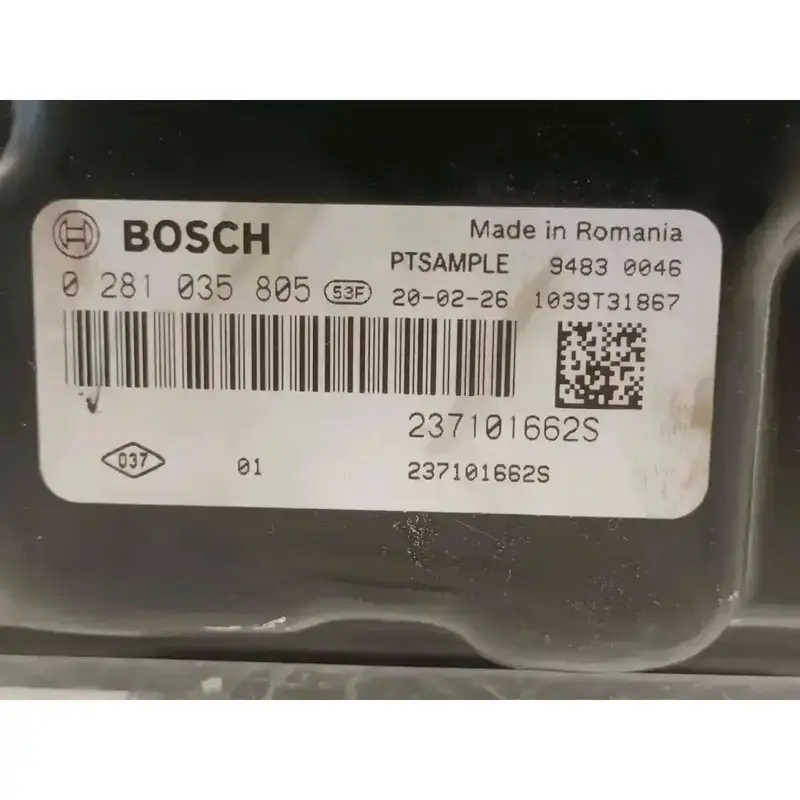 BOSCH
Made in Romania
PTSAMPLE 9483 0046
0 281 035 805 53F 20-02-26 1039T31867
237101662S
037 01 237101662S